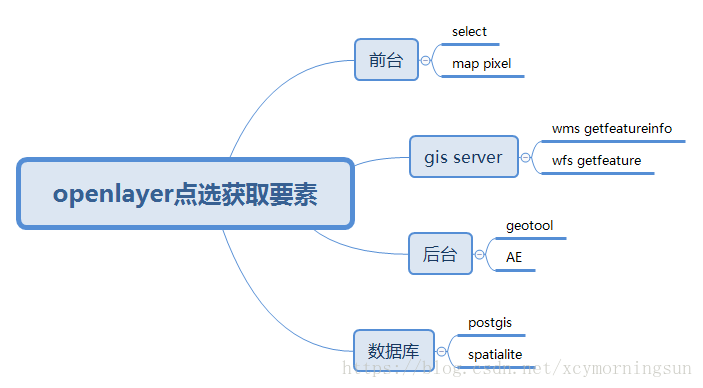 openlayer点选获取要素
前台
select
map pixel
gis server
wms getfeatureinfo
wfs getfeature
后台
geotool
AE
数据库
postgis
spatialite
https://blog.csdn.net/xcymorningsun